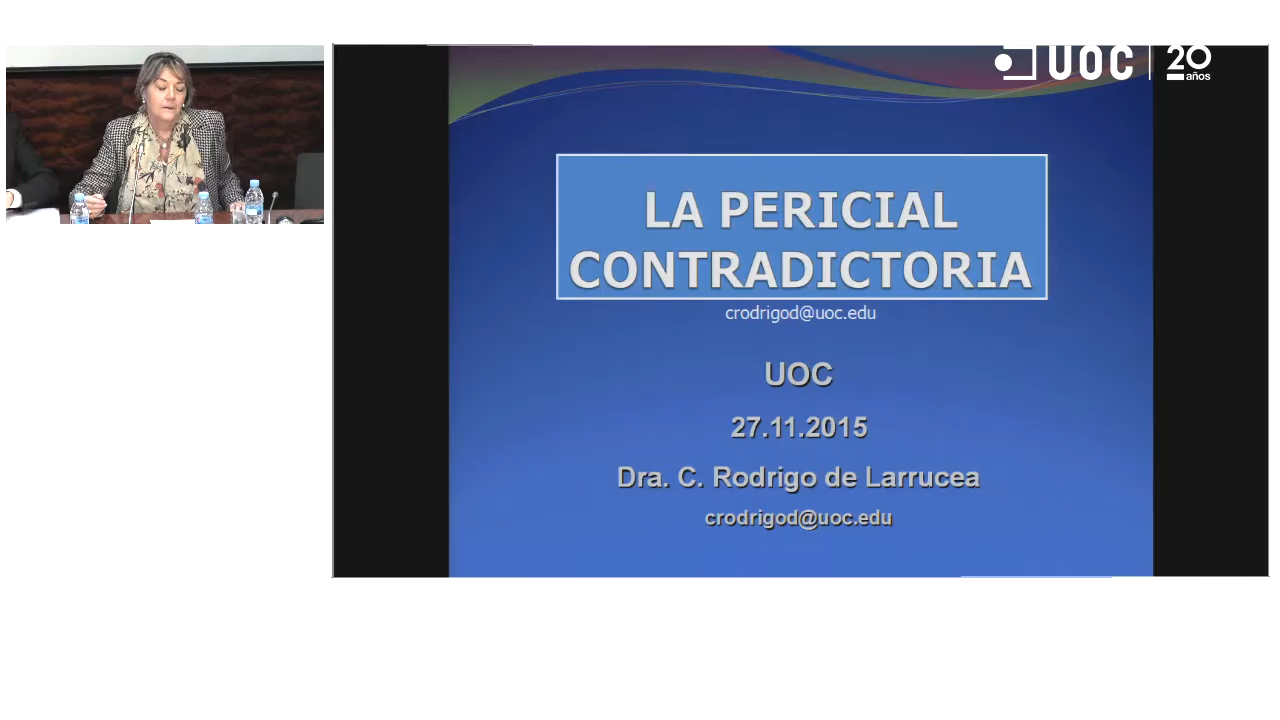 UOC
20
años
LA PERICIAL
CONTRADICTORIA
crodrigod@uoc.edu
UOC
27.11.2015
Dra. C. Rodrigo de Larrucea
crodrigod@uoc.edu